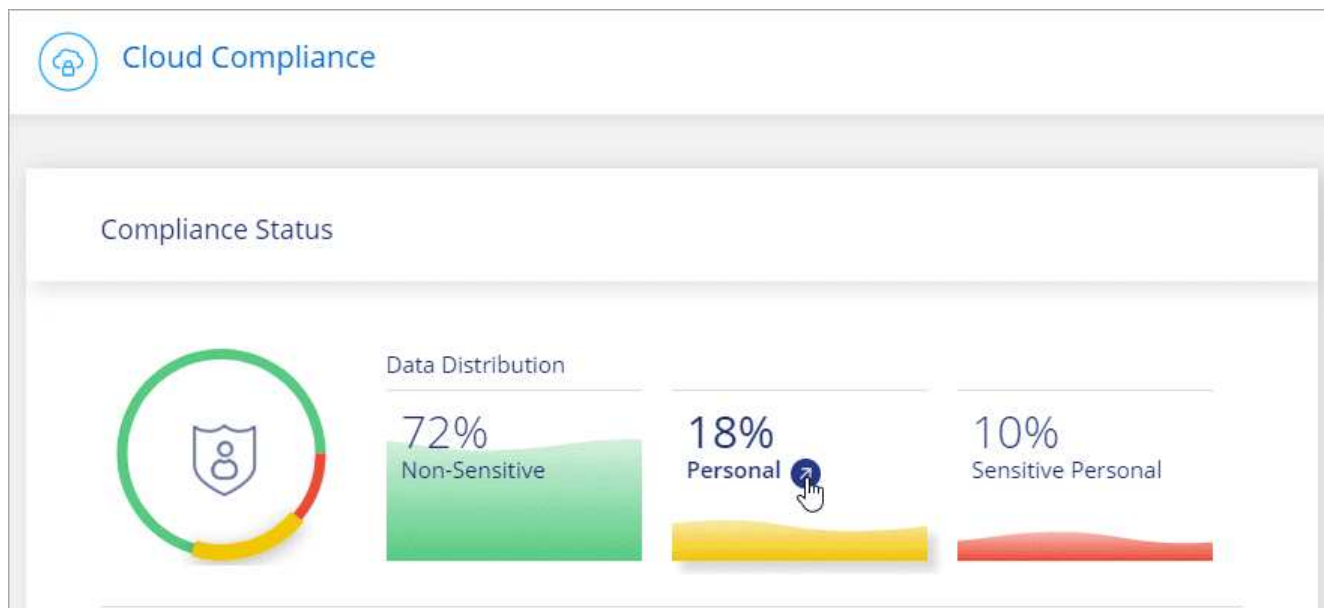 Cloud Compliance
Compliance Status
Data Distribution
72%
Non-Sensitive
18%
Personal
10%
Sensitive Personal